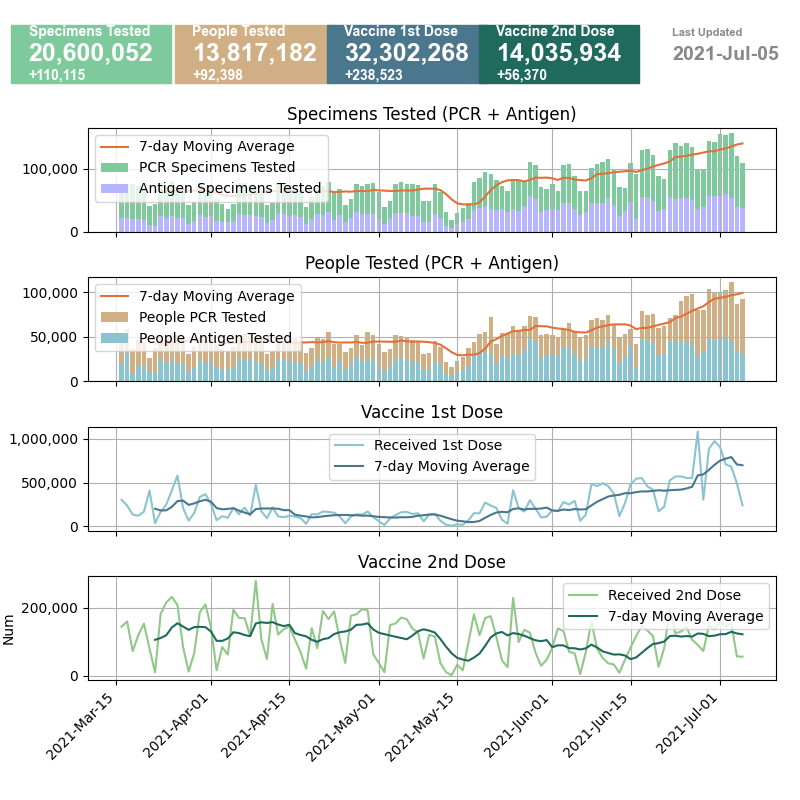 Specimens Tested
20,600,052
+110,115
People Tested
13,817,182
+92,398
Vaccine 1st Dose
32,302,268
+238,523
Vaccine 2nd Dose
14,035,934
+56,370
Last Updated
2021-Jul-05
Specimens Tested (PCR + Antigen)
7-day Moving Average
PCR Specimens Tested
Antigen Specimens Tested
100,000
0
People Tested (PCR + Antigen)
7-day Moving Average
People PCR Tested
People Antigen Tested
100,000
50,000
0
Vaccine 1st Dose
Received 1st Dose
7-day Moving Average
1,000,000
500,000
0
Vaccine 2nd Dose
Received 2nd Dose
7-day Moving Average
200,000
0
Num
2021-Mar-15
2021-Apr-01
2021-Apr-15
2021-May-01
2021-May-15
2021-Jun-01
2021-Jun-15
2021-Jul-01